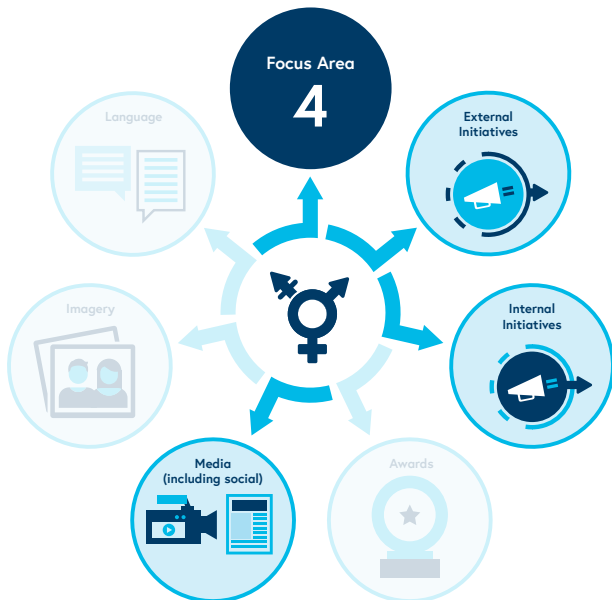 Focus Area
4
Language
External
Initiatives
Imagery
Internal
Initiatives
Media
(including social)
Awards